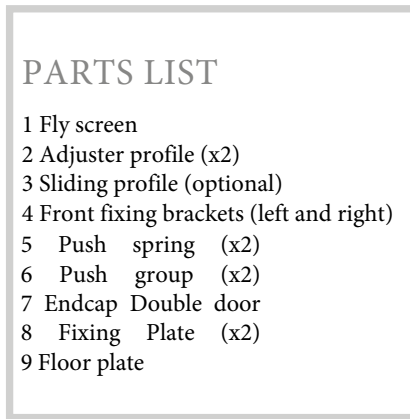 PARTS LIST
1 Fly screen
2 Adjuster profile (x2)
3 Sliding profile (optional)
4 Front fixing brackets (left and right)
5 Push spring (x2)
6 Push group (x2)
7 Endcap Double door
8 Fixing Plate (x2)
9 Floor plate